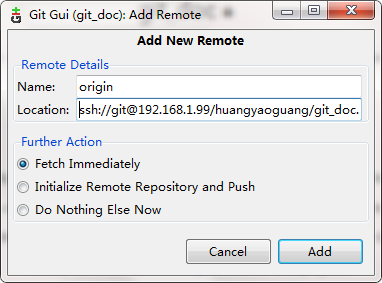 Git Gui (git_doc): Add Remote
Add New Remote
Remote Details
Name: origin
Location: ssh://git@192.168.1.99/huangyaoguang/git_doc.
Further Action
Fetch Immediately
Initialize Remote Repository and Push
Do Nothing Else Now
Cancel Add